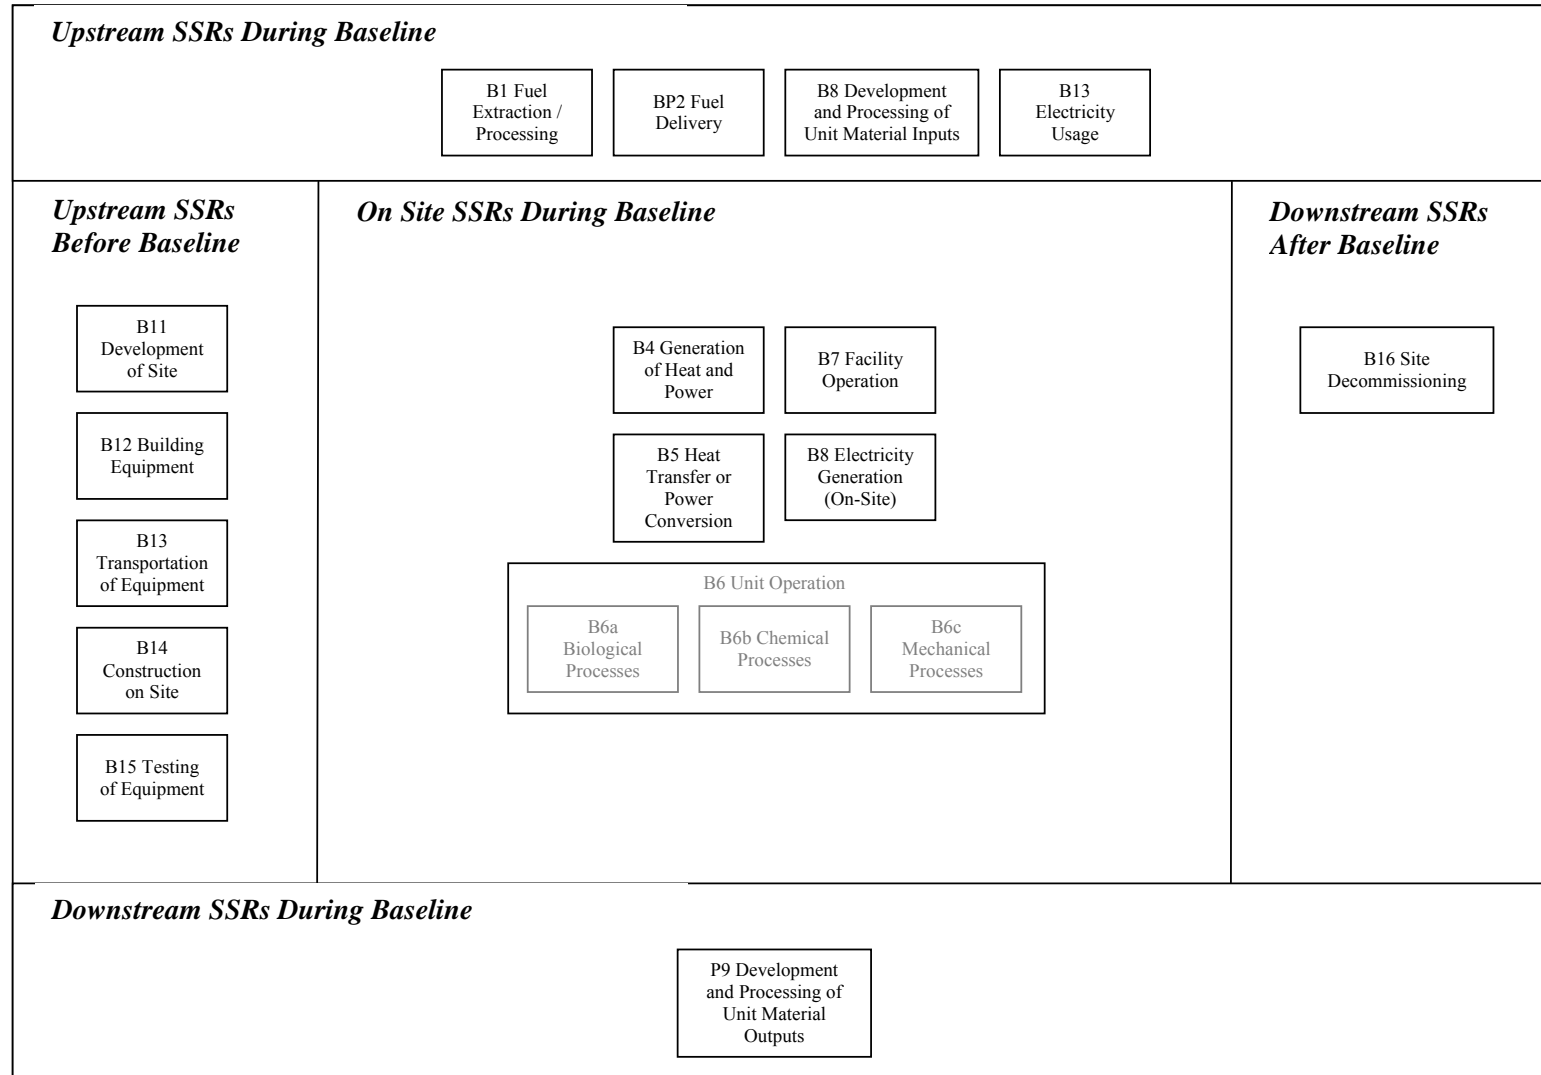 Upstream SSRs During Baseline
B1 Fuel
Extraction /
Processing
BP2 Fuel
Delivery
B8 Development
and Processing of
Unit Material Inputs
B13
Electricity
Usage
Upstream SSRs
Before Baseline
B11
Development
of Site
B12 Building
Equipment
B13
Transportation
of Equipment
B14
Construction
on Site
B15 Testing
of Equipment
On Site SSRs During Baseline
B4 Generation
of Heat and
Power
B7 Facility
Operation
B5 Heat
Transfer or
Power
Conversion
B8 Electricity
Generation
(On-Site)
B6 Unit Operation
B6a
Biological
Processes
B6b Chemical
Processes
B6c
Mechanical
Processes
Downstream SSRs
After Baseline
B16 Site
Decommissioning
Downstream SSRs During Baseline
P9 Development
and Processing of
Unit Material
Outputs